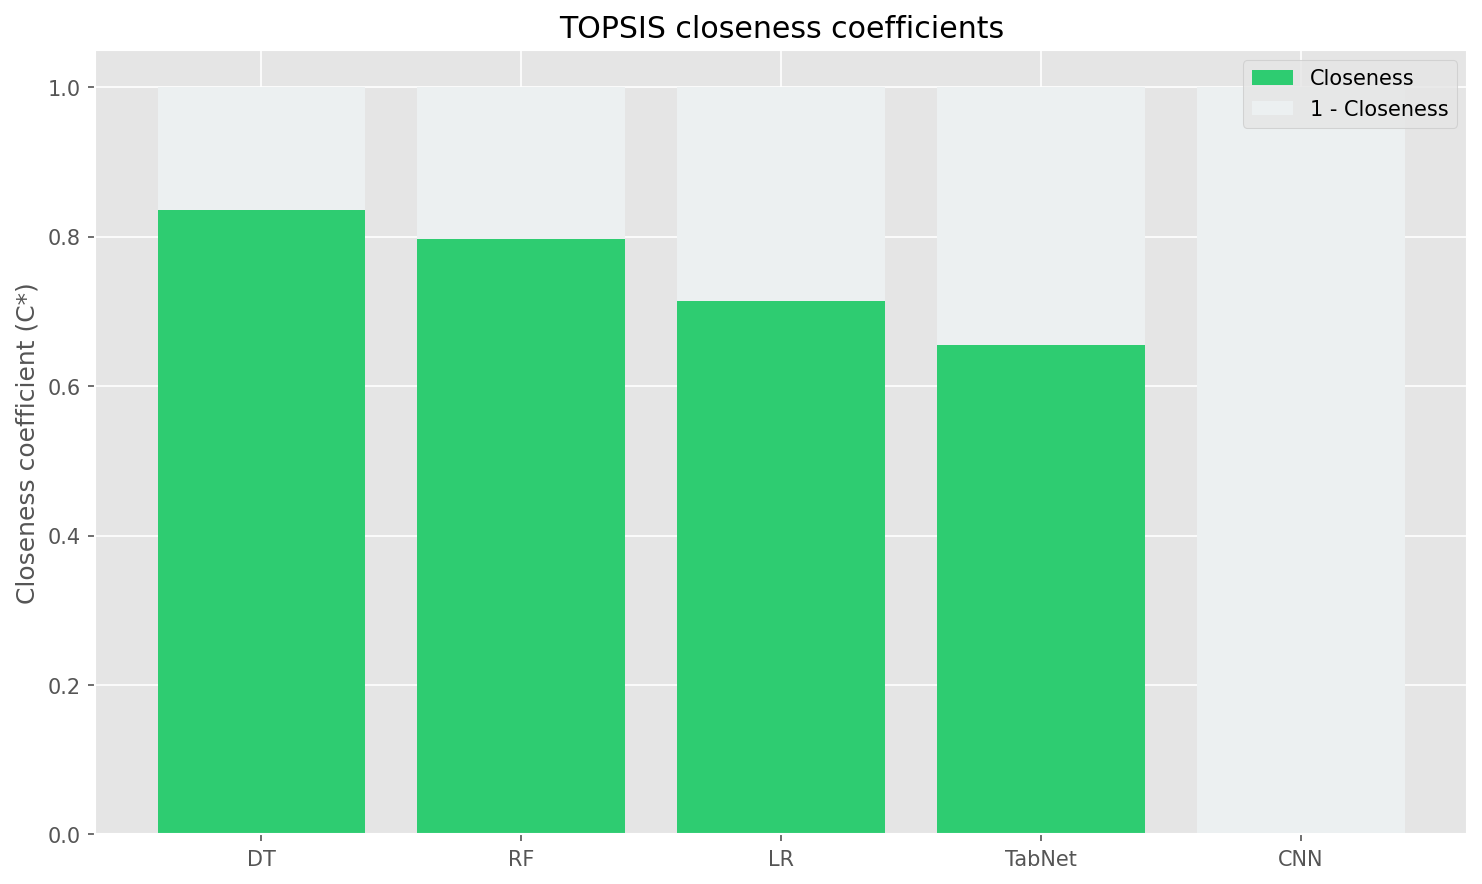 TOPSIS closeness coefficients
Closeness
1 - Closeness
Closeness coefficient (C*)
1.0
0.8
0.6
0.4
0.2
0.0
DT
RF
LR
TabNet
CNN